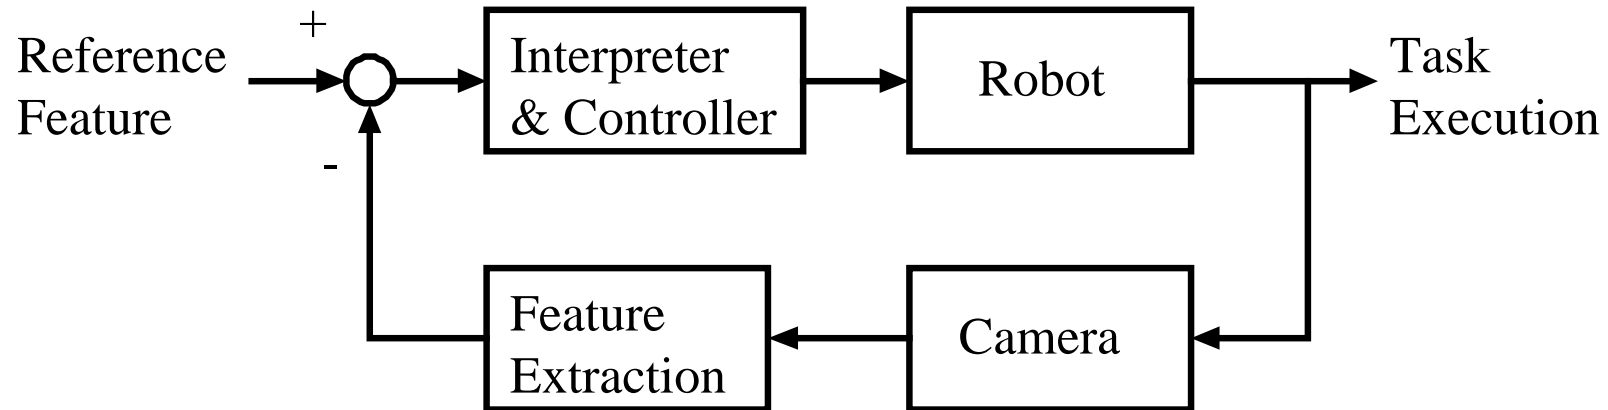 +
Reference
Feature
Interpreter
& Controller
Robot
Task
Execution
-
Feature
Extraction
Camera